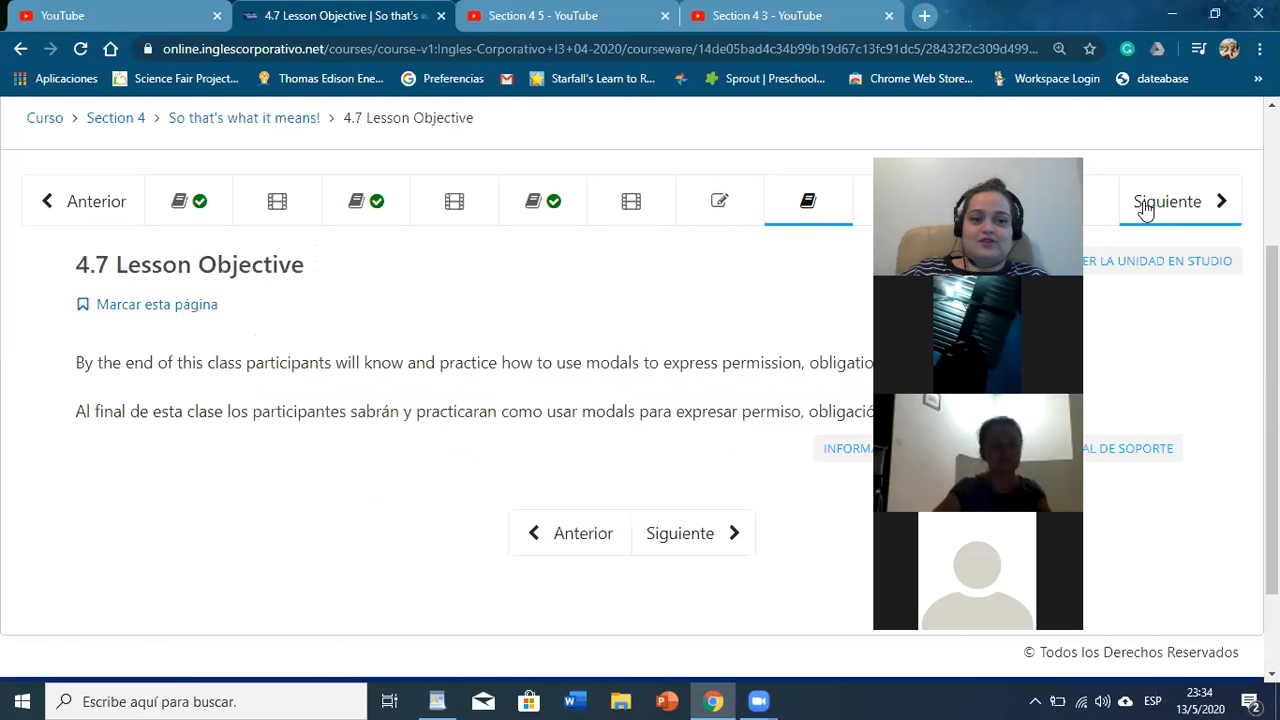 YouTube
4.7 Lesson Objective | So that's w
Section 4 5 - YouTube
Section 4 3 - YouTube
online.inglescorporativo.net/courses/course-v1:Ingles-Corporativo+I3+04-2020/courseware/14de05bad4c34b99b19d67c13fc91dc5/28432f2c309d499...
Aplicaciones
Science Fair Project...
Thomas Edison Ene...
Preferencias
Starfall's Learn to R...
Sprout | Preschool...
Chrome Web Store...
Workspace Login
dateabase
»
Curso > Section 4 > So that's what it means! > 4.7 Lesson Objective
Anterior
Siguiente
4.7 Lesson Objective
ER LA UNIDAD EN STUDIO
Marcar esta página
By the end of this class participants will know and practice how to use modals to express permission, obligatio
Al final de esta clase los participantes sabrán y practicaran como usar modals para expresar permiso, obligació
INFORMA
AL DE SOPORTE
Anterior
Siguiente
© Todos los Derechos Reservados
Escribe aquí para buscar.
ESP
23:34
13/5/2020
2